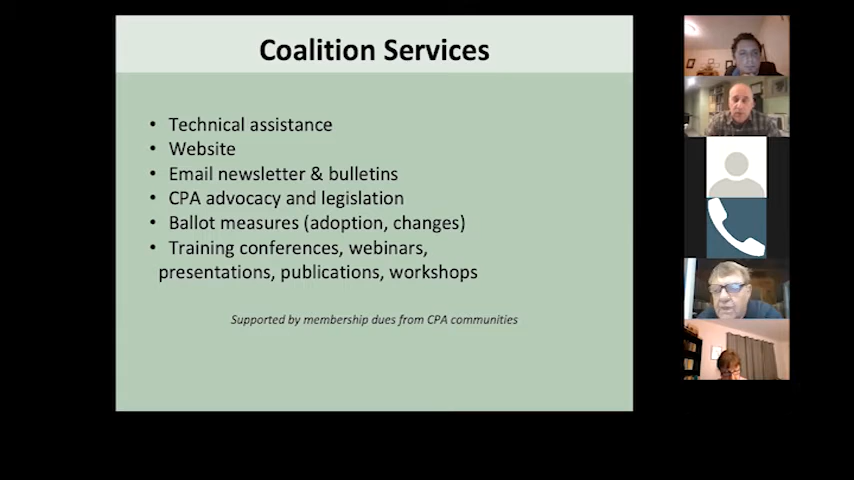 Coalition Services
• Technical assistance
• Website
• Email newsletter & bulletins
• CPA advocacy and legislation
• Ballot measures (adoption, changes)
• Training conferences, webinars,
presentations, publications, workshops
Supported by membership dues from CPA communities